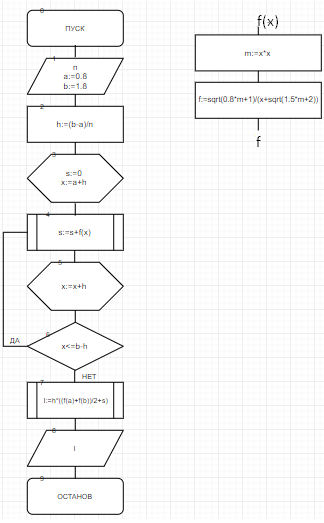 0
ПУСК
1
n
a:=0.8
b:=1.8
2
h:=(b-a)/n
3
s:=0
x:=a+h
4
s:=s+f(x)
5
x:=x+h
6
x<=b-h
ДА
НЕТ
7
I:=h*((f(a)+f(b))/2+s)
8
I
9
ОСТАНОВ
f(x)
m:=x*x
f:=sqrt(0.8*m+1)/(x+sqrt(1.5*m+2))
f